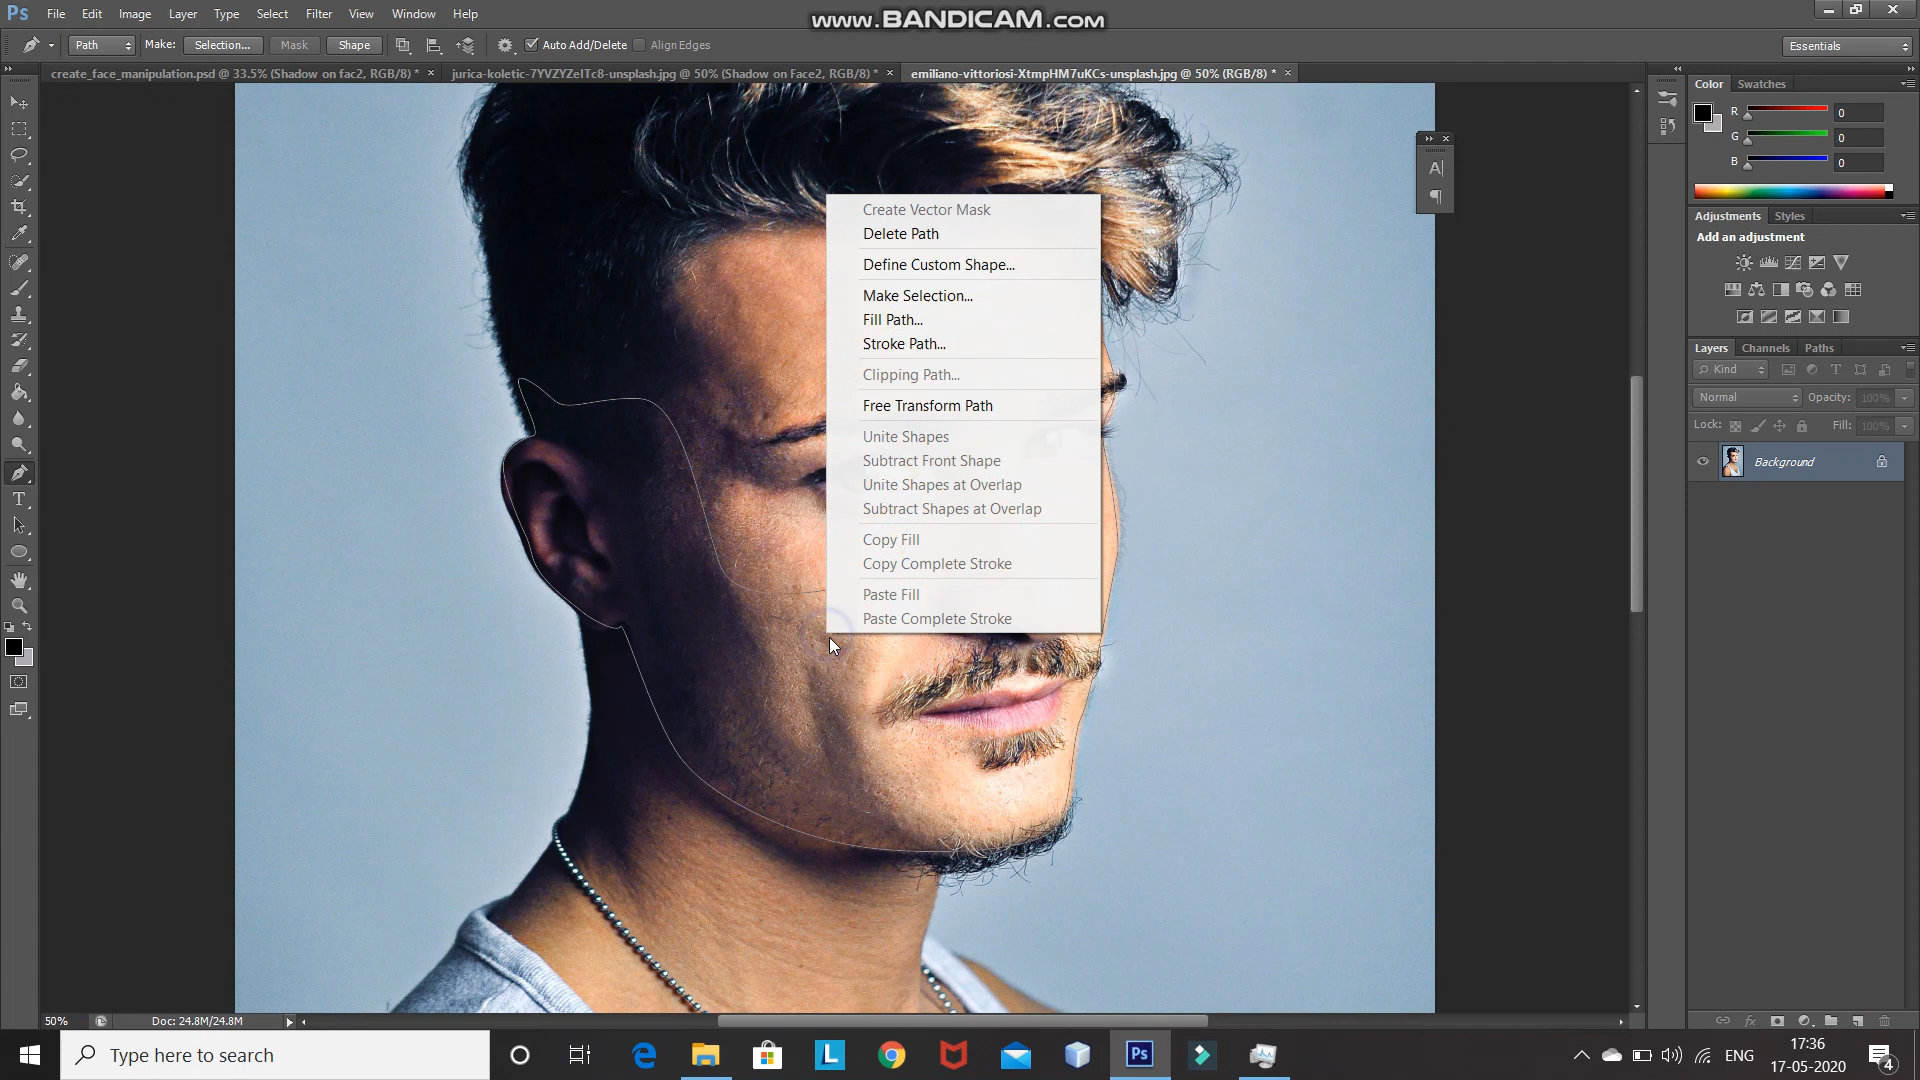 www.BANDICAM.com
Ps File Edit Image Layer Type Select Filter View Window Help
Path Make: Selection... Mask Shape Auto Add/Delete Align Edges Essentials
create_face_manipulation.psd @ 33.5% (Shadow on fac2, RGB/8) * × jurica-koletic-7YVZYZeITc8-unsplash.jpg @ 50% (Shadow on Face2, RGB/8) * × emiliano-vittoriosi-XtmpHM7uKCs-unsplash.jpg @ 50% (RGB/8) * ×
Color Swatches
R 0
G 0
B 0
Adjustments Styles
Add an adjustment
Layers Channels Paths
Kind
Normal Opacity: 100%
Lock: Fill: 100%
Background
Create Vector Mask
Delete Path
Define Custom Shape...
Make Selection...
Fill Path...
Stroke Path...
Clipping Path...
Free Transform Path
Unite Shapes
Subtract Front Shape
Unite Shapes at Overlap
Subtract Shapes at Overlap
Copy Fill
Copy Complete Stroke
Paste Fill
Paste Complete Stroke
50% Doc: 24.8M/24.8M
Type here to search
L
Ps
ENG
17:36
17-05-2020
4